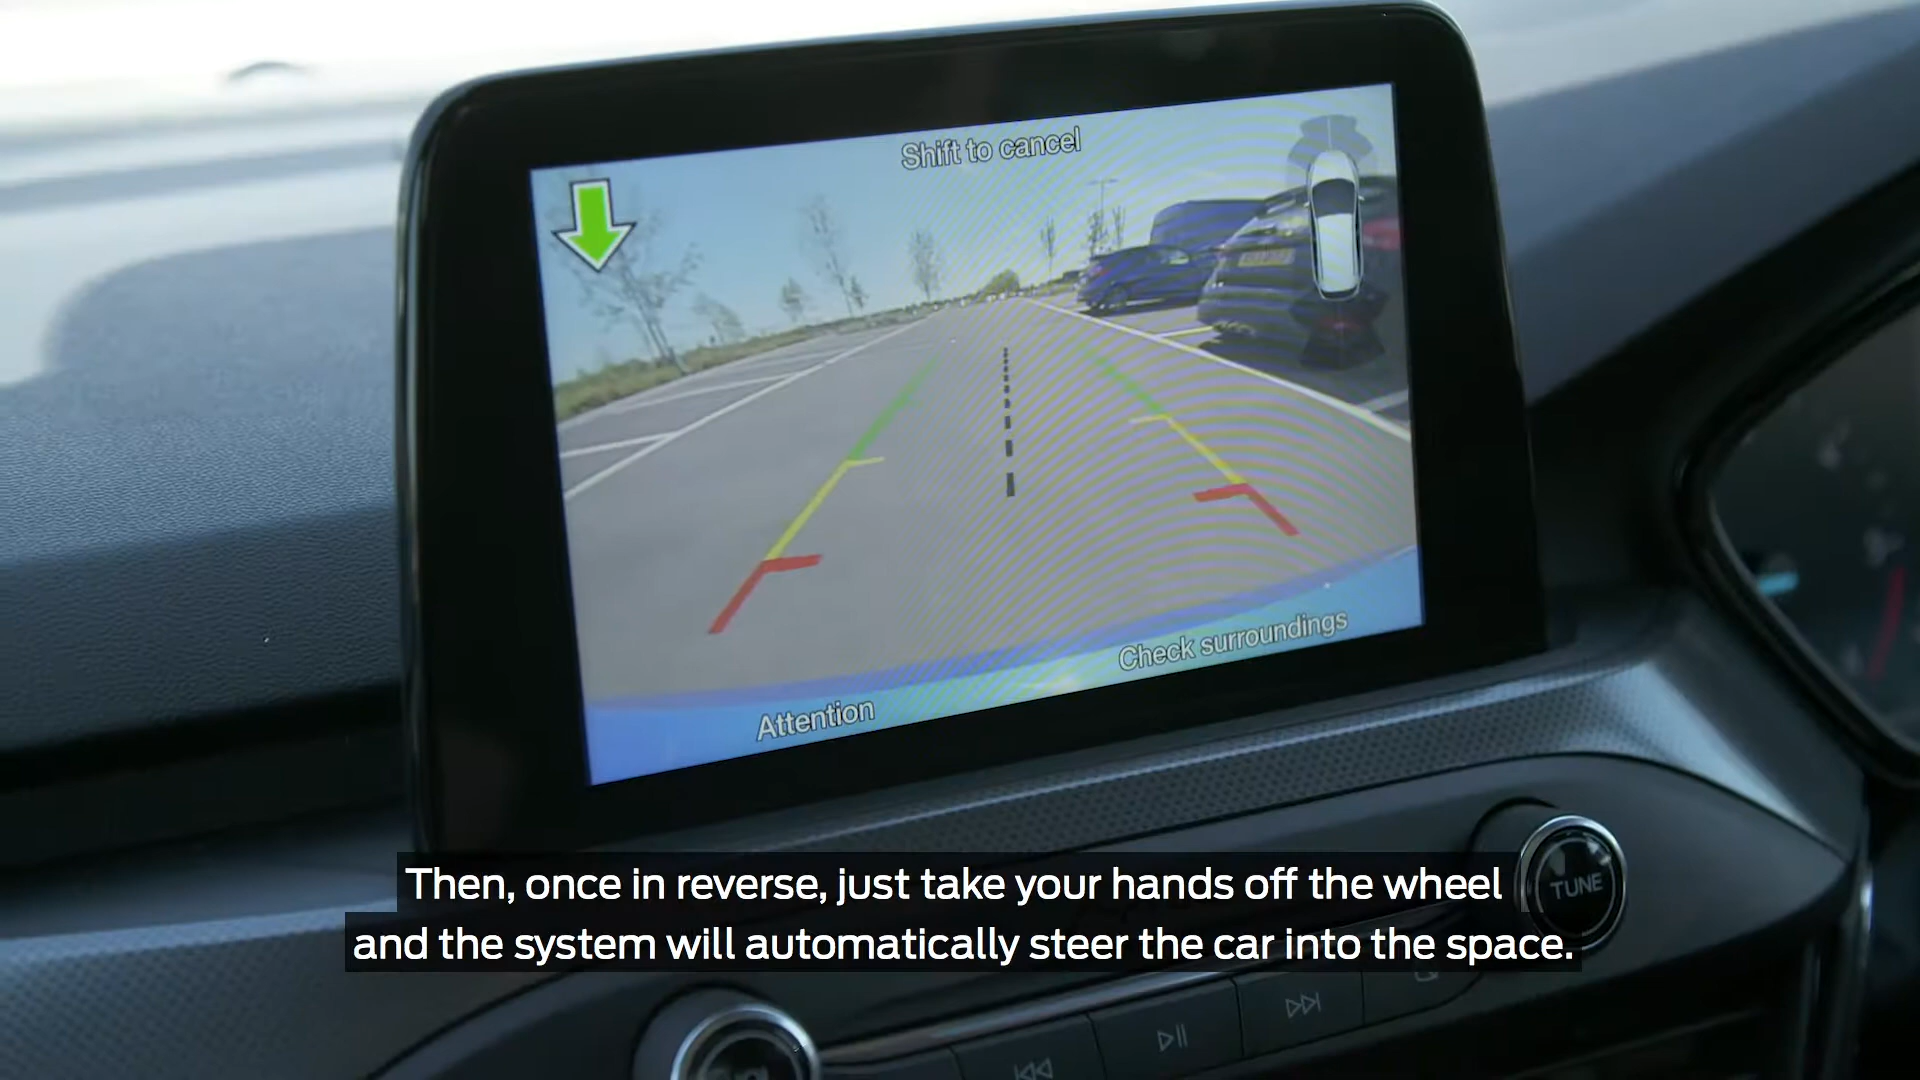 Shift to cancel
Check surroundings
Attention
TUNE
Then, once in reverse, just take your hands off the wheel
and the system will automatically steer the car into the space.